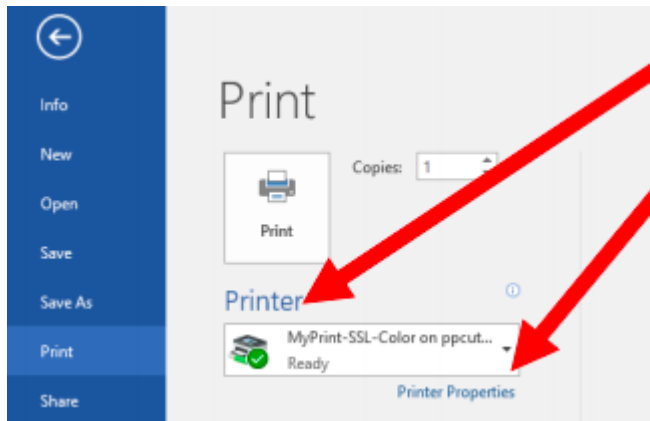 Info
New
Open
Save
Save As
Print
Share
Print
Copies: 1
Print
Printer
MyPrint-SSL-Color on ppcut...
Ready
Printer Properties